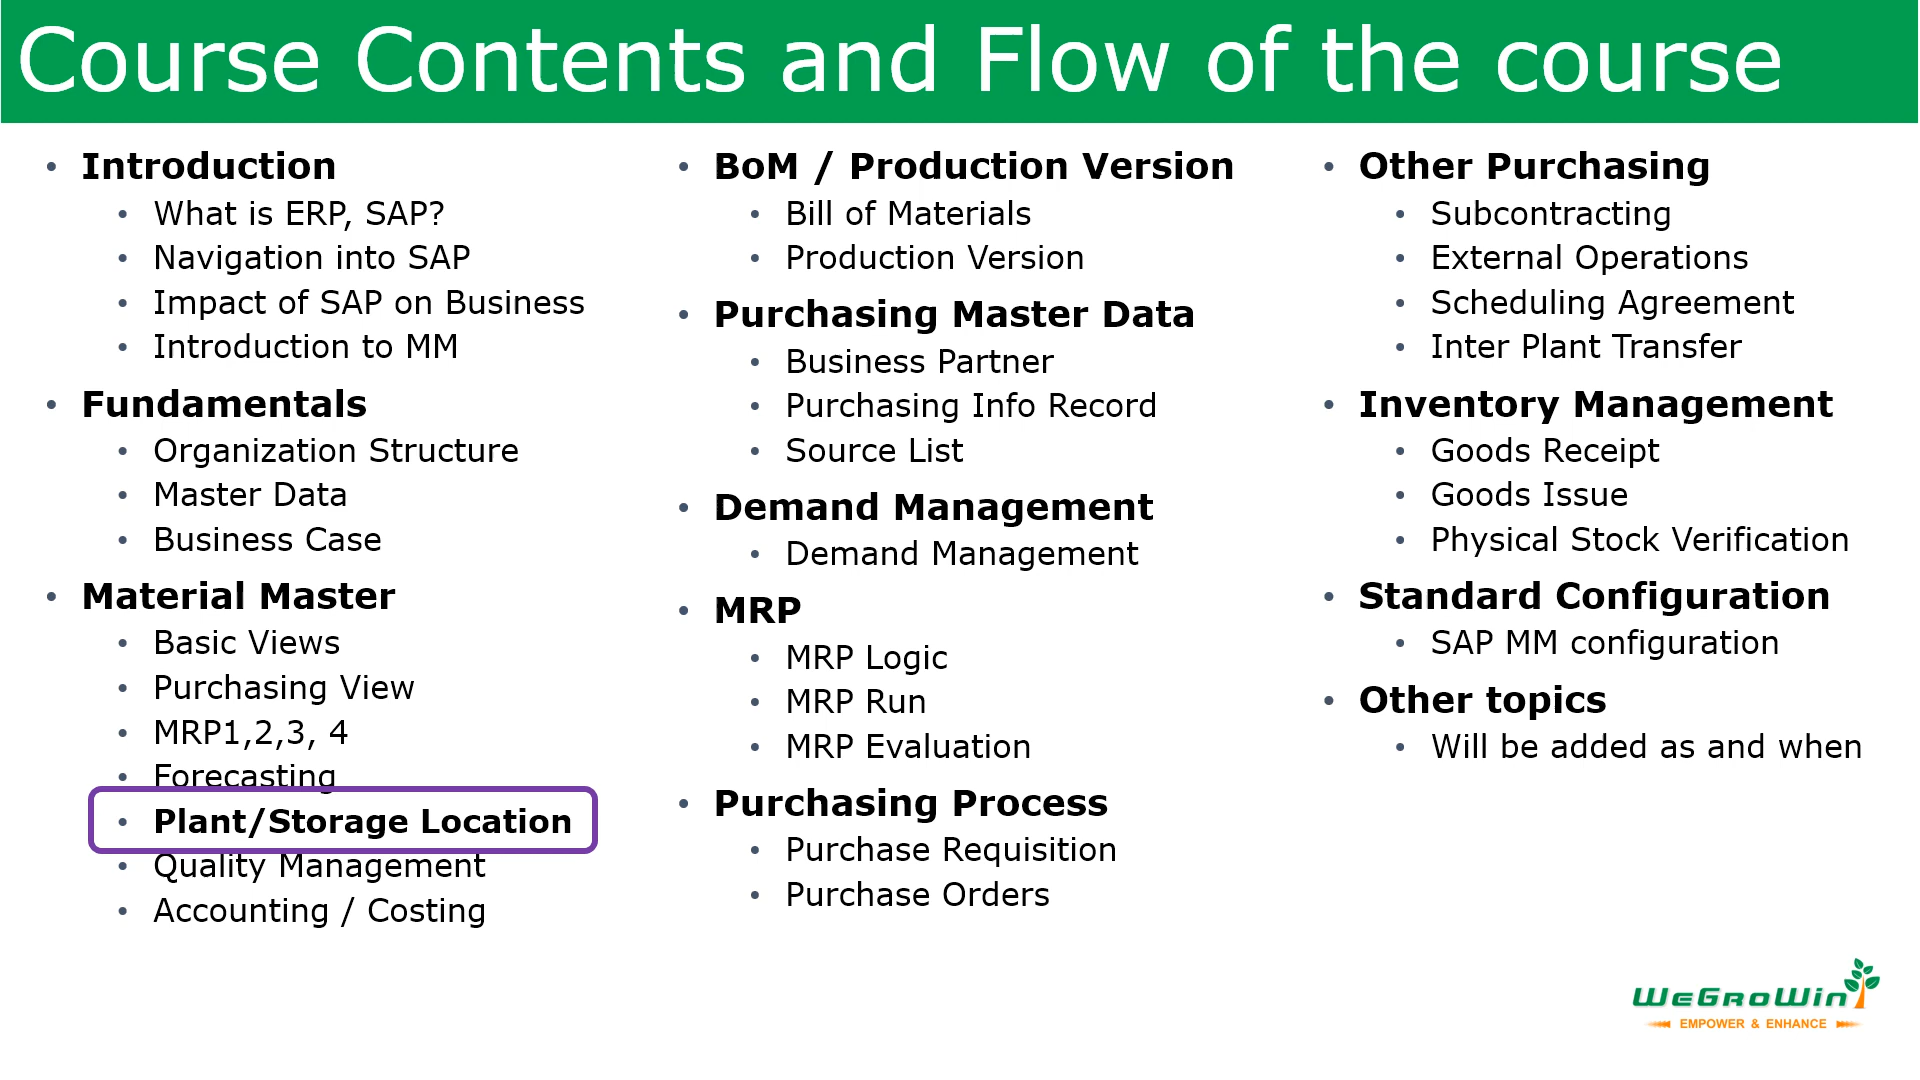 Course Contents and Flow of the course
• Introduction
• What is ERP, SAP?
• Navigation into SAP
• Impact of SAP on Business
• Introduction to MM
• Fundamentals
• Organization Structure
• Master Data
• Business Case
• Material Master
• Basic Views
• Purchasing View
• MRP1,2,3, 4
• Forecasting
• Plant/Storage Location
• Quality Management
• Accounting / Costing
• BoM / Production Version
• Bill of Materials
• Production Version
• Purchasing Master Data
• Business Partner
• Purchasing Info Record
• Source List
• Demand Management
• Demand Management
• MRP
• MRP Logic
• MRP Run
• MRP Evaluation
• Purchasing Process
• Purchase Requisition
• Purchase Orders
• Other Purchasing
• Subcontracting
• External Operations
• Scheduling Agreement
• Inter Plant Transfer
• Inventory Management
• Goods Receipt
• Goods Issue
• Physical Stock Verification
• Standard Configuration
• SAP MM configuration
• Other topics
• Will be added as and when
WeGroWin
EMPOWER & ENHANCE